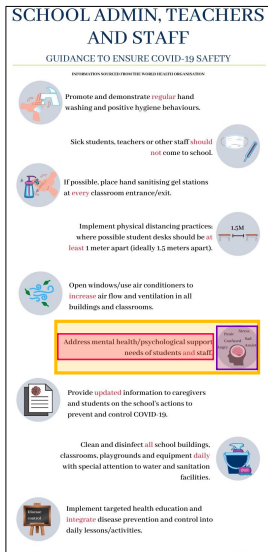 SCHOOL ADMIN, TEACHERS
AND STAFF
GUIDANCE TO ENSURE COVID-19 SAFETY
INFORMATION SOURCED FROM THE WORLD HEALTH ORGANISATION
Promote and demonstrate regular hand
washing and positive hygiene behaviours.
Sick students, teachers or other staff should
not come to school.
If possible, place hand sanitising gel stations
at every classroom entrance/exit.
Implement physical distancing practices;
where possible student desks should be at
least 1 meter apart (ideally 1.5 meters apart).
1.5M
Open windows/use air conditioners to
increase air flow and ventilation in all
buildings and classrooms.
Address mental health/psychological support
needs of students and staff.
Provide updated information to caregivers
and students on the school's actions to
prevent and control COVID-19.
Clean and disinfect all school buildings,
classrooms, playgrounds and equipment daily
with special attention to water and sanitation
facilities.
Implement targeted health education and
integrate disease prevention and control into
daily lessons/activities.
Disease
control